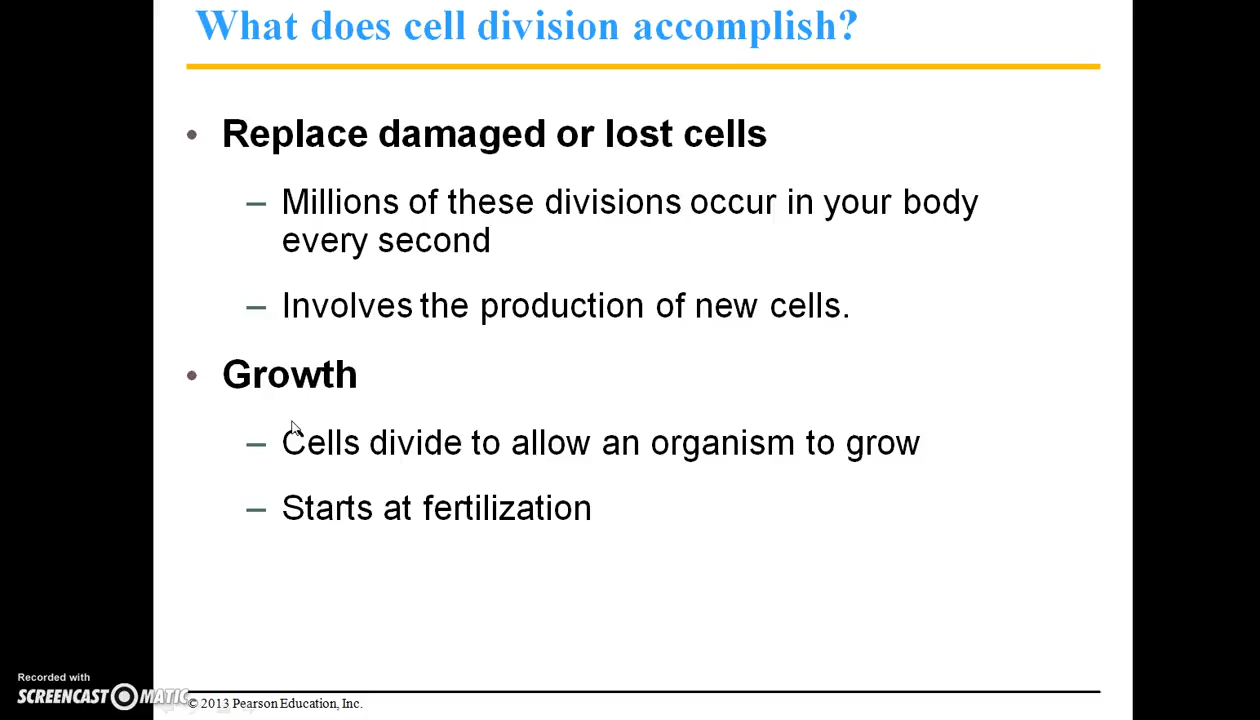 What does cell division accomplish?
• Replace damaged or lost cells
– Millions of these divisions occur in your body
every second
– Involves the production of new cells.
• Growth
– Cells divide to allow an organism to grow
– Starts at fertilization
Recorded with
SCREENCAST MATIC
© 2013 Pearson Education, Inc.